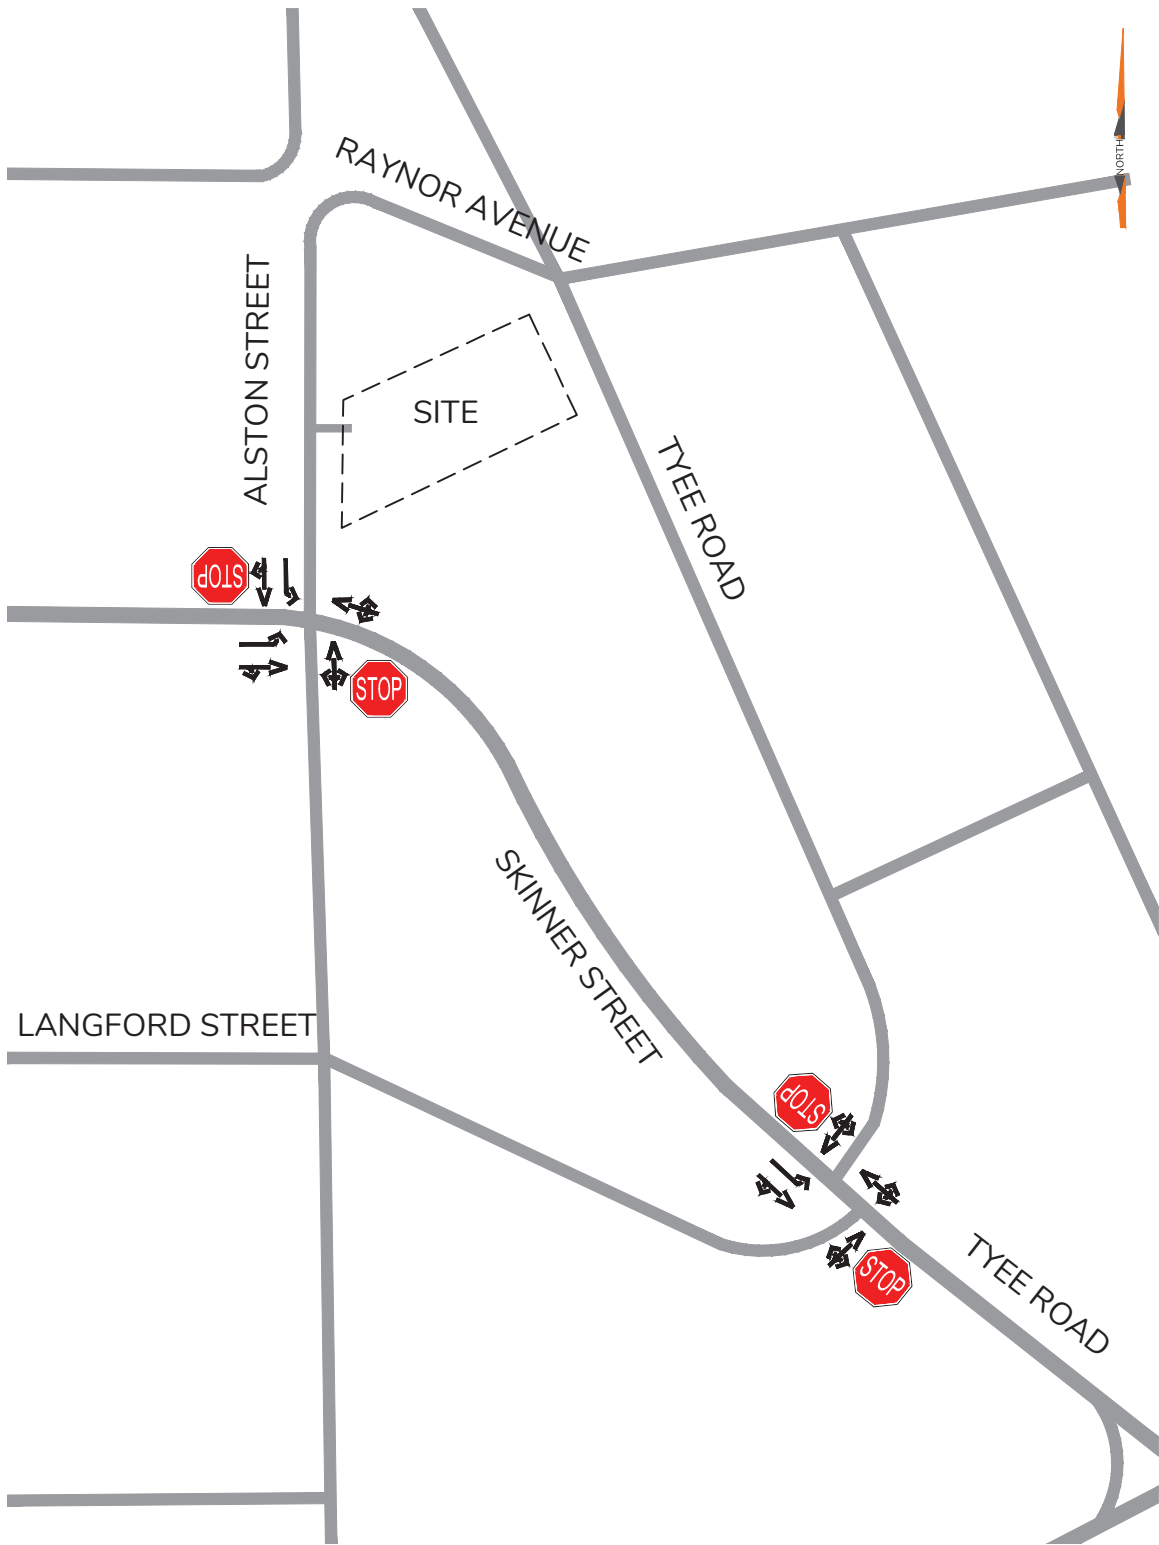 RAYNOR AVENUE
NORTH
ALSTON STREET
SITE
TYEE ROAD
STOP
STOP
SKINNER STREET
LANGFORD STREET
STOP
STOP
TYEE ROAD